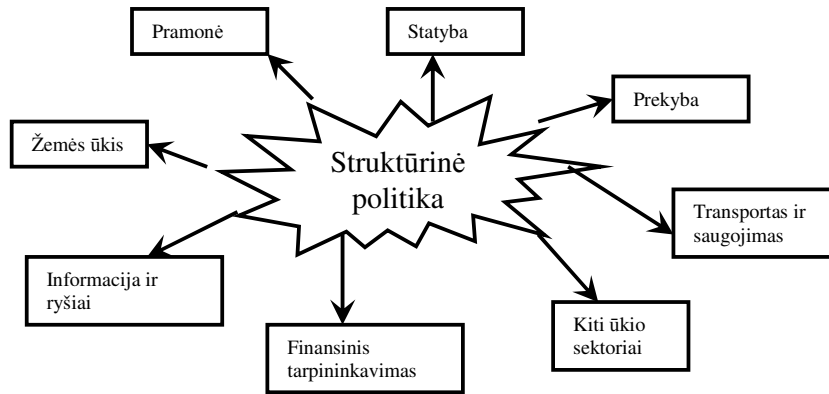 Pramonė
Statyba
Prekyba
Žemės ūkis
Struktūrinė
politika
Transportas ir
saugojimas
Informacija ir
ryšiai
Kiti ūkio
sektoriai
Finansinis
tarpininkavimas